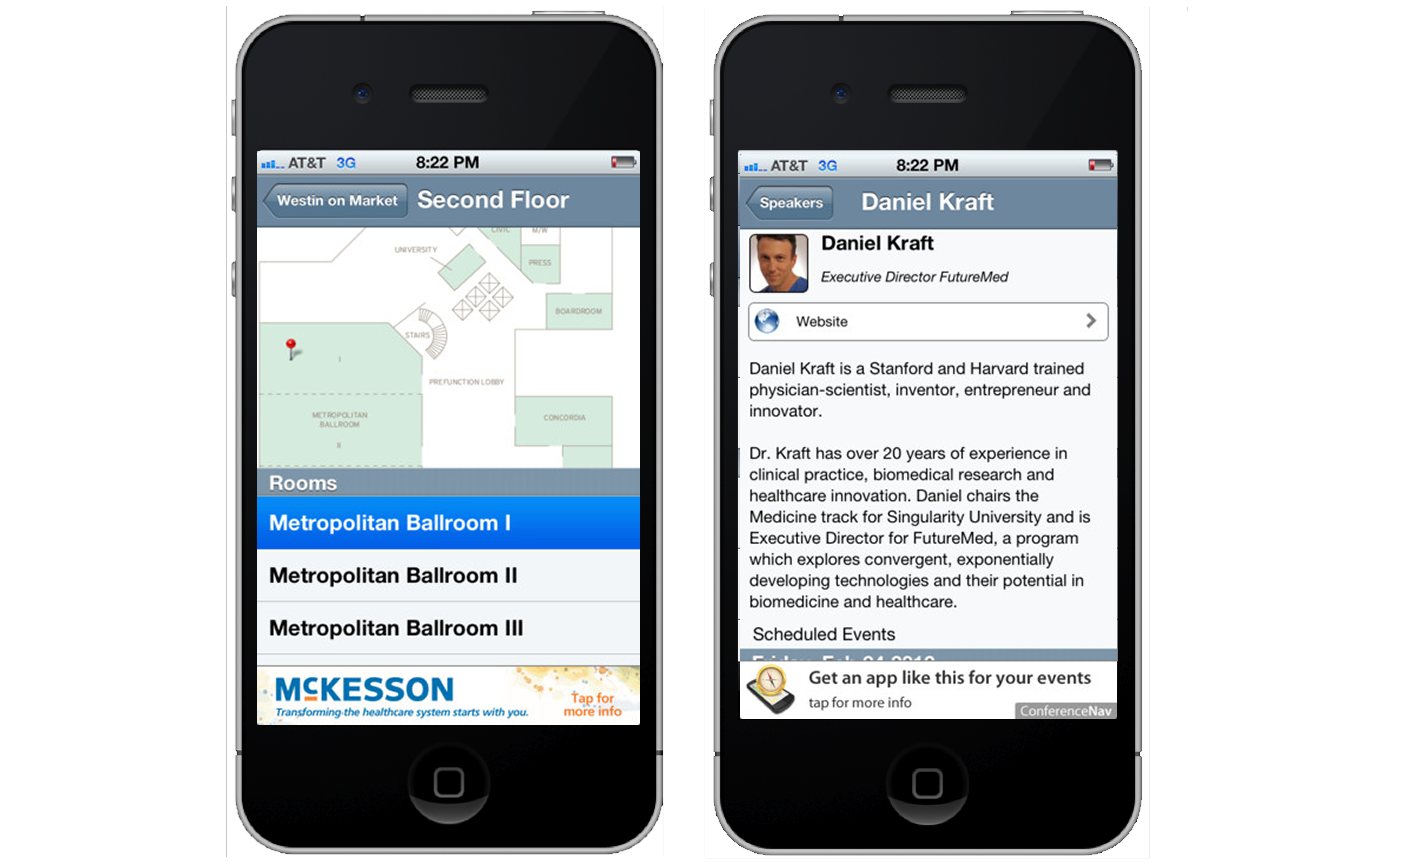 AT&T 3G 8:22 PM
Westin on Market Second Floor
CIVIC M/W
UNIVERSITY
PRESS
BOARDROOM
STAIRS
I
PREFUNCTION LOBBY
METROPOLITAN
BALLROOM
CONCORDIA
II
Rooms
Metropolitan Ballroom I
Metropolitan Ballroom II
Metropolitan Ballroom III
McKESSON
Transforming the healthcare system starts with you.
Tap for
more info
AT&T 3G 8:22 PM
Speakers Daniel Kraft
Daniel Kraft
Executive Director FutureMed
Website
Daniel Kraft is a Stanford and Harvard trained
physician-scientist, inventor, entrepreneur and
innovator.
Dr. Kraft has over 20 years of experience in
clinical practice, biomedical research and
healthcare innovation. Daniel chairs the
Medicine track for Singularity University and is
Executive Director for FutureMed, a program
which explores convergent, exponentially
developing technologies and their potential in
biomedicine and healthcare.
Scheduled Events
Friday, Feb 24 2012
Get an app like this for your events
tap for more info
ConferenceNav